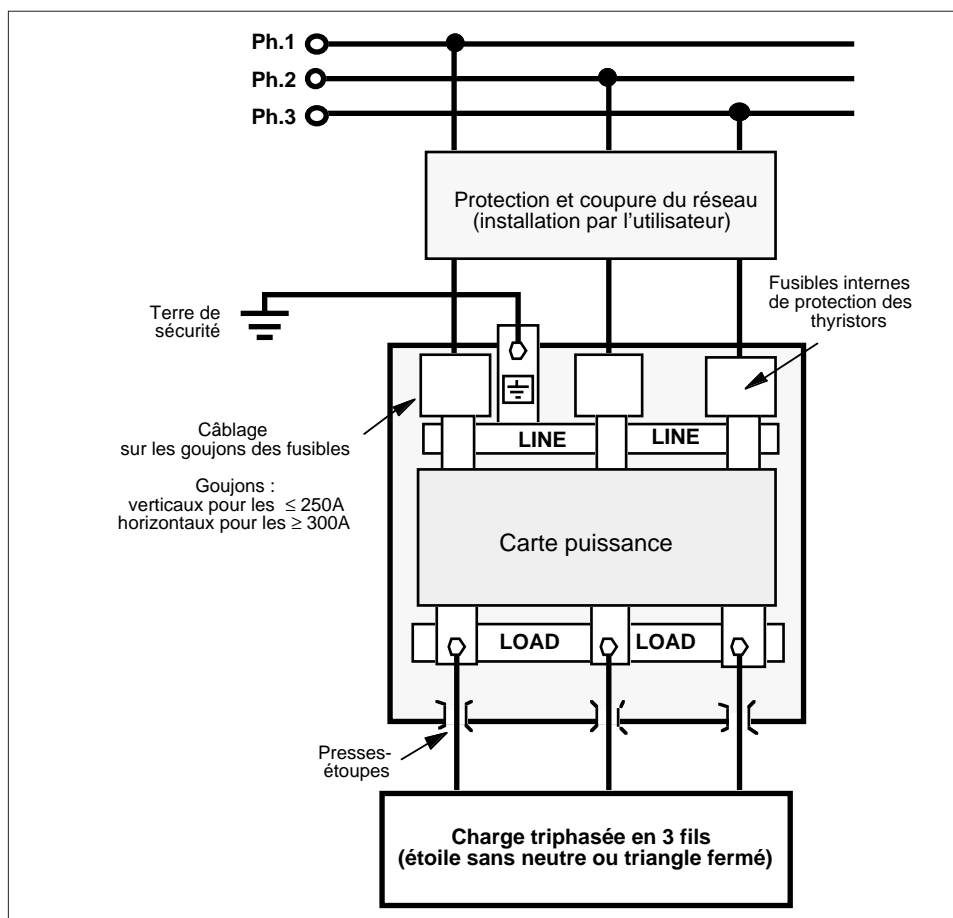 Ph.1
Ph.2
Ph.3
Protection et coupure du réseau
(installation par l'utilisateur)
Terre de
sécurité
Fusibles internes
de protection des
thyristors
Câblage
sur les goujons des fusibles
Goujons :
verticaux pour les ≤ 250A
horizontaux pour les ≥ 300A
LINE LINE
Carte puissance
LOAD LOAD
Presses-
étoupes
Charge triphasée en 3 fils
(étoile sans neutre ou triangle fermé)